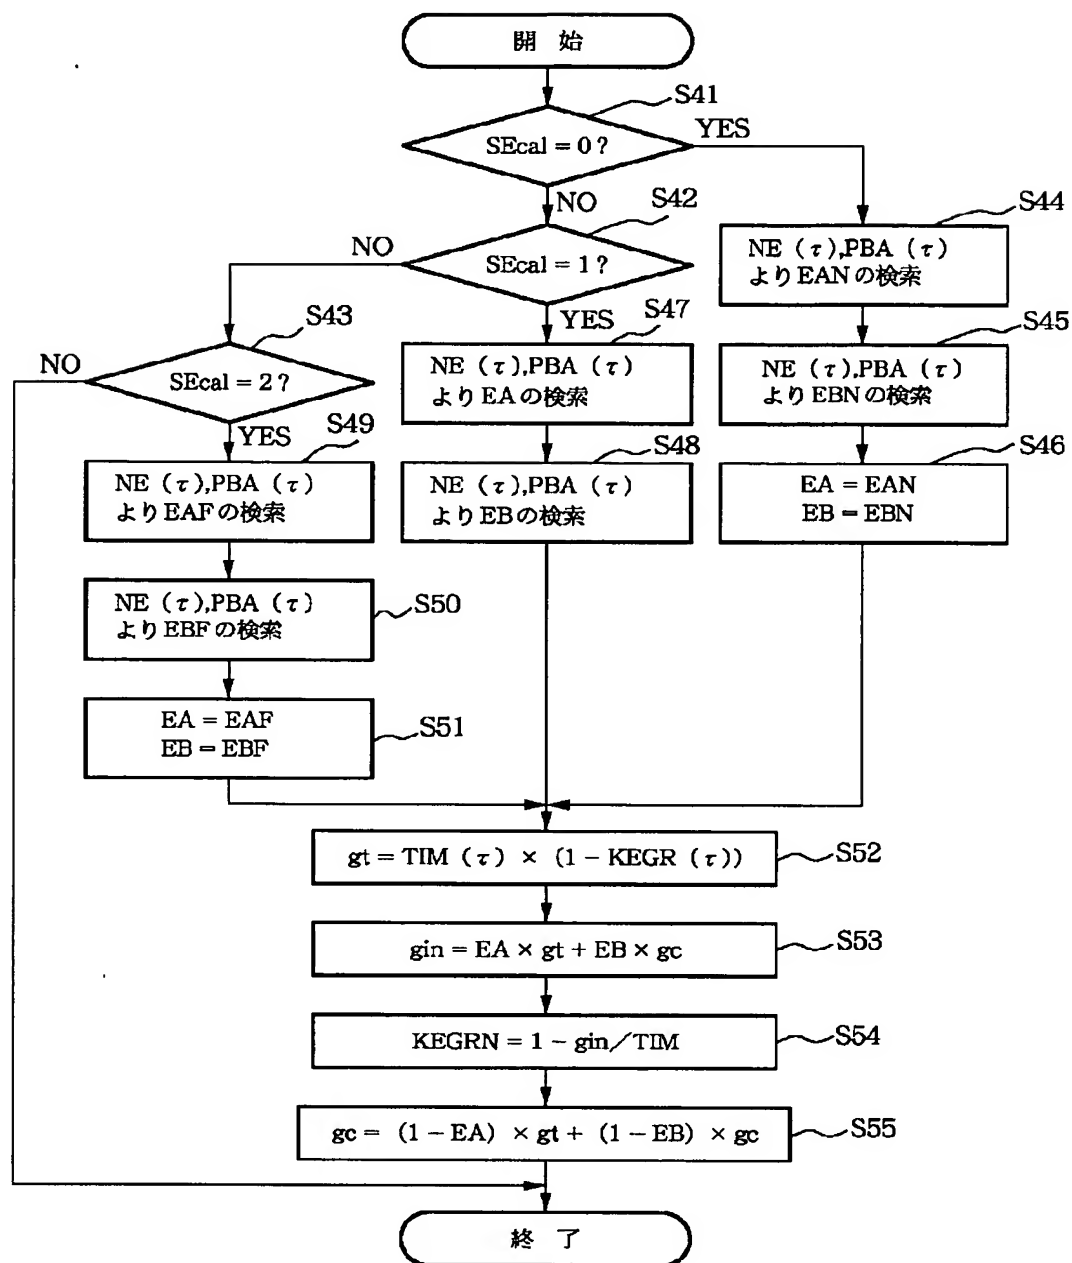 開 始
S41
SEcal = 0 ?
YES
NO
S42
SEcal = 1 ?
NO
YES
S44
NE (τ),PBA (τ)
よりEANの検索
S43
SEcal = 2 ?
NO
YES
S47
NE (τ),PBA (τ)
よりEAの検索
S45
NE (τ),PBA (τ)
よりEBNの検索
S49
NE (τ),PBA (τ)
よりEAFの検索
S48
NE (τ),PBA (τ)
よりEBの検索
S46
EA = EAN
EB = EBN
NE (τ),PBA (τ)
よりEBFの検索
S50
EA = EAF
EB = EBF
S51
gt = TIM (τ) × (1 - KEGR (τ))
S52
gin = EA × gt + EB × gc
S53
KEGRN = 1 - gin/TIM
S54
gc = (1 - EA) × gt + (1 - EB) × gc
S55
終 了